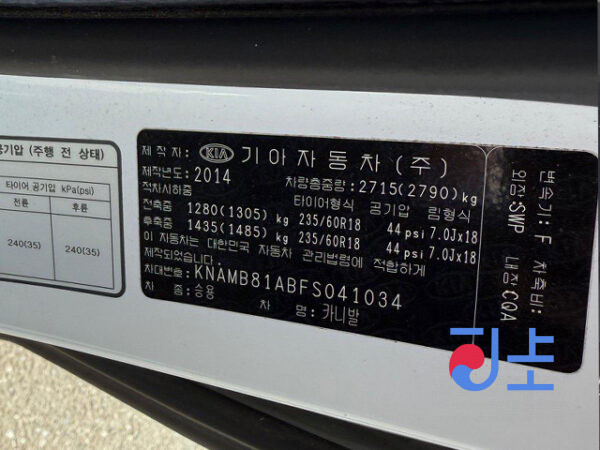 공기압 (주행 전 상태)
타이어 공기압 kPa(psi)
전륜 후륜
240(35) 240(35)
제 작 자: KIA 기아자동차(주)
제작년도: 2014 차량총중량: 2715(2790) kg
적차시하중 타이어형식 공기압 림형식
전축중 1280(1305) kg 235/60R18 44 psi 7.0Jx18
후축중 1435(1485) kg 235/60R18 44 psi 7.0Jx18
이 자동차는 대한민국 자동차 관리법령에 적합하게
제작되었습니다.
차대번호: KNAMB81ABFS041034
차 종: 승용 차 명: 카니발
변속기: F 차축비:
외장:SWP 내장CQA